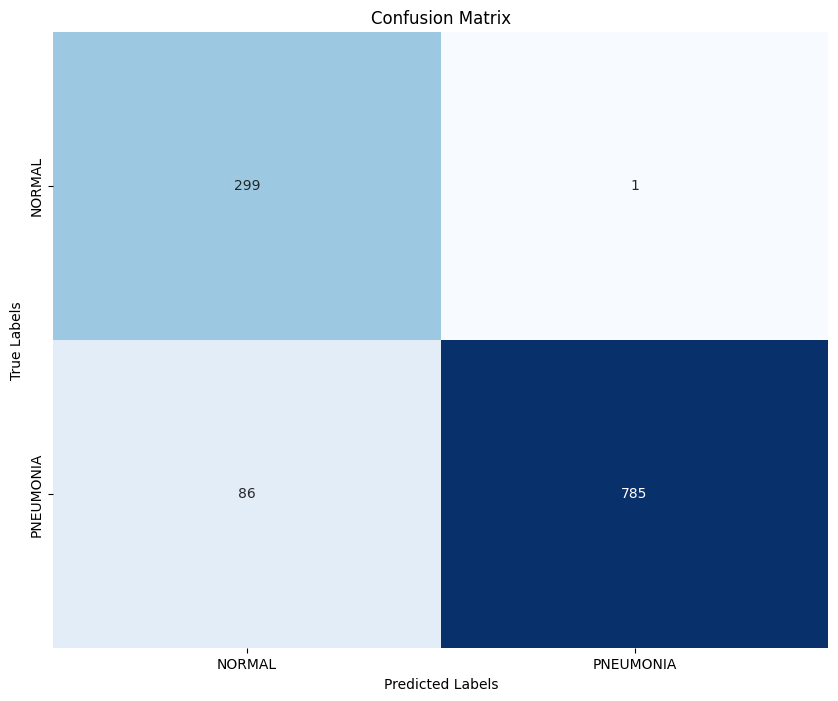 Confusion Matrix
True Labels
NORMAL
299
1
PNEUMONIA
86
785
NORMAL
PNEUMONIA
Predicted Labels